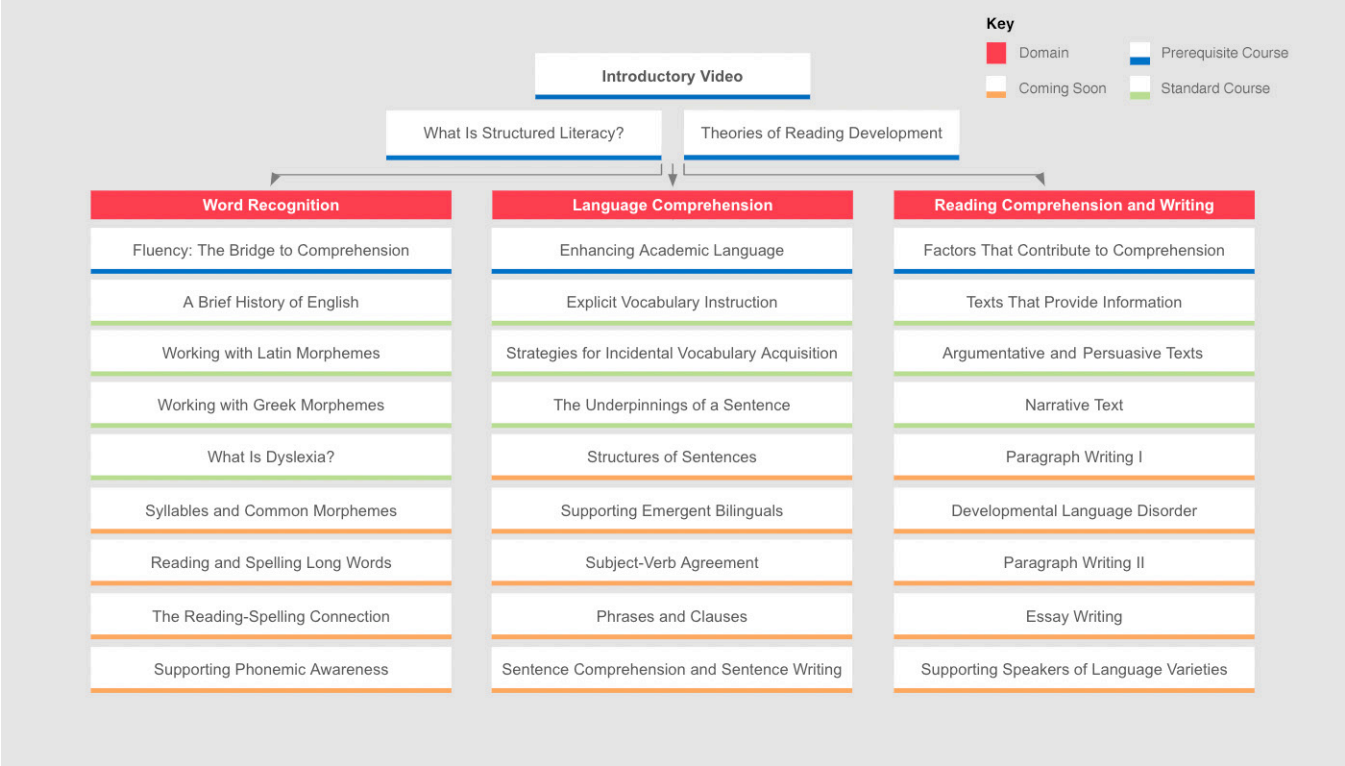 Key
Domain
Prerequisite Course
Coming Soon
Standard Course
Introductory Video
What Is Structured Literacy?
Theories of Reading Development
Word Recognition
Fluency: The Bridge to Comprehension
A Brief History of English
Working with Latin Morphemes
Working with Greek Morphemes
What Is Dyslexia?
Syllables and Common Morphemes
Reading and Spelling Long Words
The Reading-Spelling Connection
Supporting Phonemic Awareness
Language Comprehension
Enhancing Academic Language
Explicit Vocabulary Instruction
Strategies for Incidental Vocabulary Acquisition
The Underpinnings of a Sentence
Structures of Sentences
Supporting Emergent Bilinguals
Subject-Verb Agreement
Phrases and Clauses
Sentence Comprehension and Sentence Writing
Reading Comprehension and Writing
Factors That Contribute to Comprehension
Texts That Provide Information
Argumentative and Persuasive Texts
Narrative Text
Paragraph Writing I
Developmental Language Disorder
Paragraph Writing II
Essay Writing
Supporting Speakers of Language Varieties